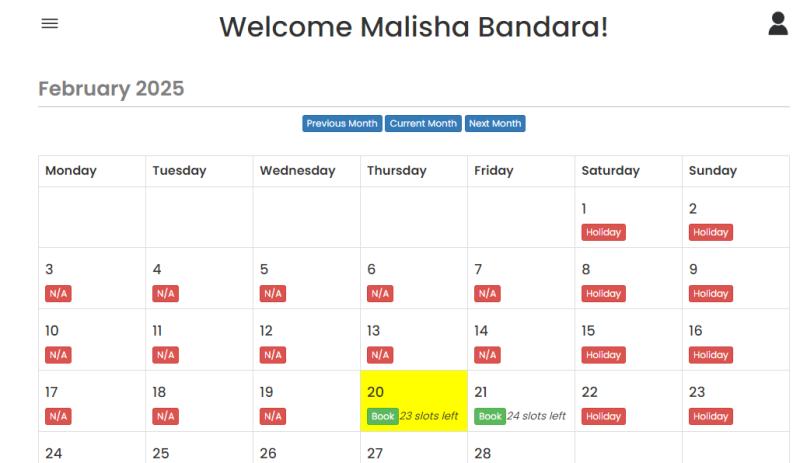 Welcome Malisha Bandara!
February 2025
Previous Month Current Month Next Month
Monday Tuesday Wednesday Thursday Friday Saturday Sunday
1 2
Holiday Holiday
3 4 5 6 7 8 9
N/A N/A N/A N/A N/A Holiday Holiday
10 11 12 13 14 15 16
N/A N/A N/A N/A N/A Holiday Holiday
17 18 19 20 21 22 23
N/A N/A N/A Book 23 slots left Book 24 slots left Holiday Holiday
24 25 26 27 28